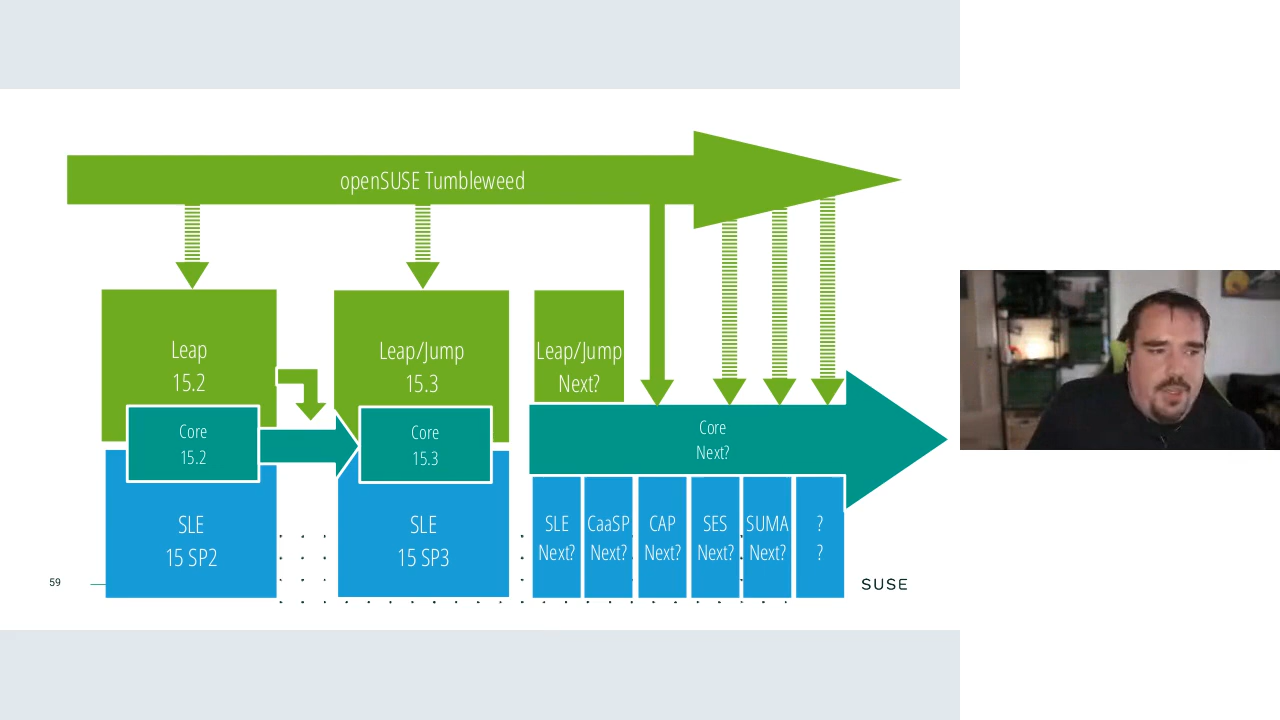 openSUSE Tumbleweed
Leap
15.2
Leap/Jump
15.3
Leap/Jump
Next?
Core
15.2
Core
15.3
Core
Next?
SLE
15 SP2
SLE
15 SP3
SLE
Next?
CaaSP
Next?
CAP
Next?
SES
Next?
SUMA
Next?
?
?
59
SUSE